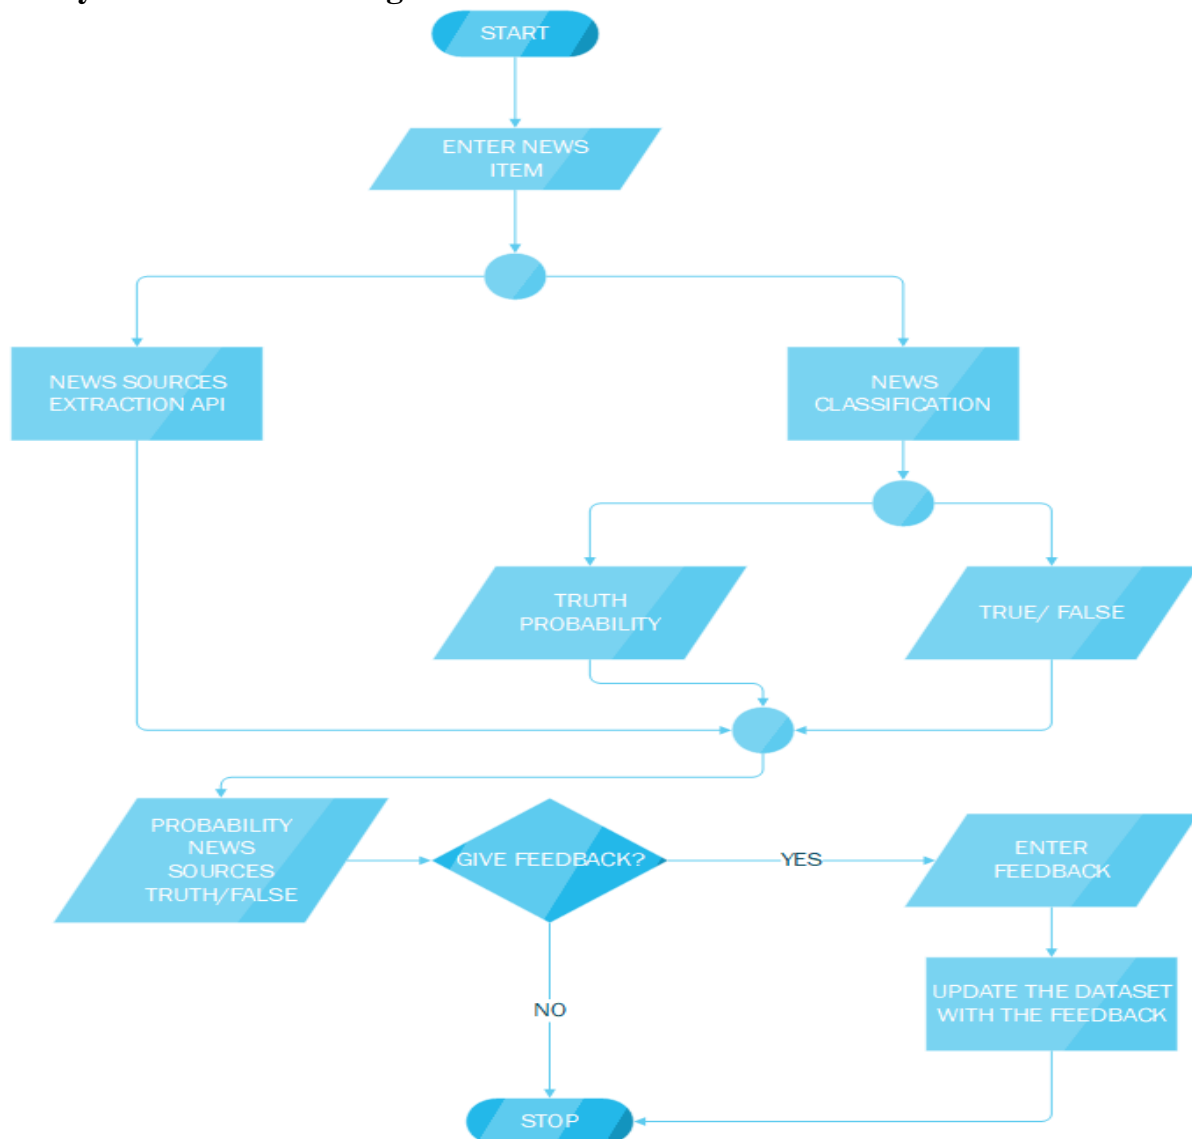 START
ENTER NEWS
ITEM
NEWS SOURCES
EXTRACTION API
NEWS
CLASSIFICATION
TRUTH
PROBABILITY
TRUE/ FALSE
PROBABILITY
NEWS
SOURCES
TRUTH/FALSE
GIVE FEEDBACK?
YES
ENTER
FEEDBACK
UPDATE THE DATASET
WITH THE FEEDBACK
NO
STOP